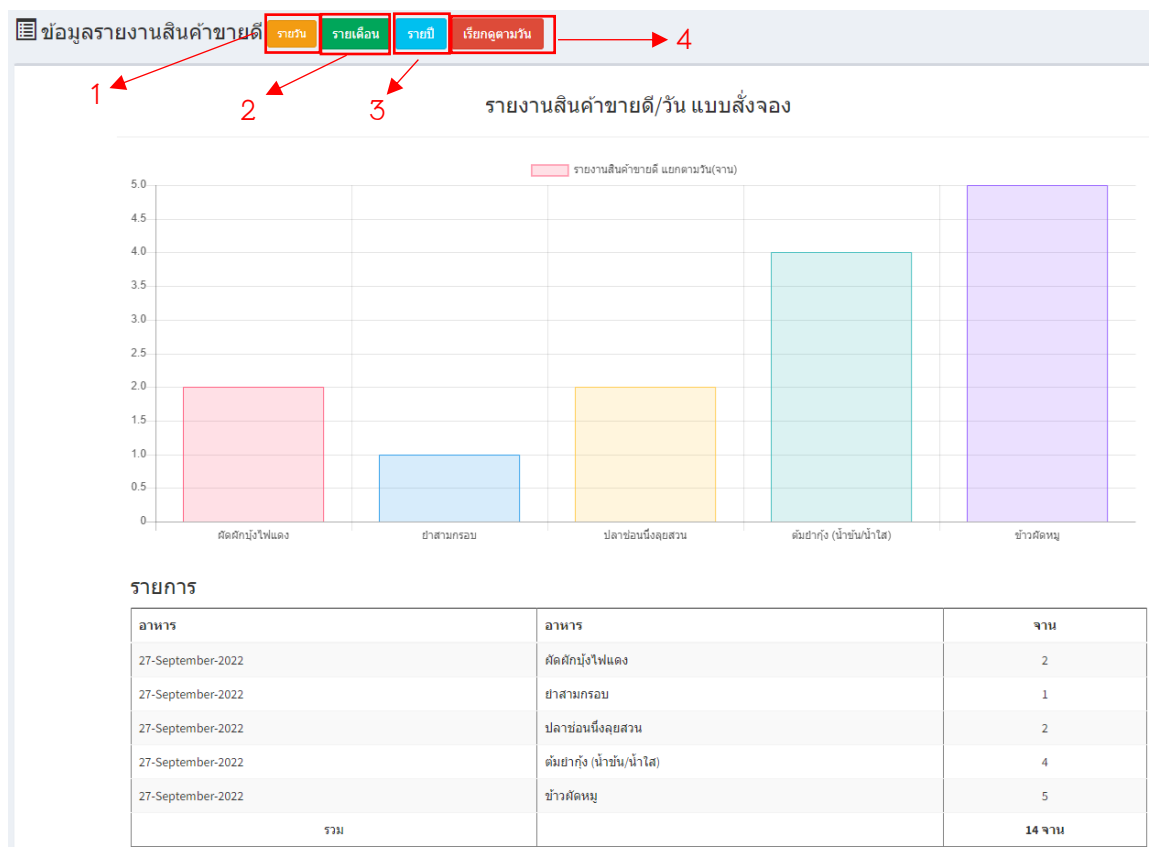 ข้อมูลรายงานสินค้าขายดี รายวัน รายเดือน รายปี เรียกดูตามวัน 4
1 2 3
รายงานสินค้าขายดี/วัน แบบสั่งจอง
รายงานสินค้าขายดี แยกตามวัน(จาน)
5.0
4.5
4.0
3.5
3.0
2.5
2.0
1.5
1.0
0.5
0
ผัดผักบุ้งไฟแดง ยำสามกรอบ ปลาช่อนนึ่งลุยสวน ต้มยำกุ้ง (น้ำข้น/น้ำใส) ข้าวผัดหมู
รายการ
อาหาร อาหาร จาน
27-September-2022 ผัดผักบุ้งไฟแดง 2
27-September-2022 ยำสามกรอบ 1
27-September-2022 ปลาช่อนนึ่งลุยสวน 2
27-September-2022 ต้มยำกุ้ง (น้ำข้น/น้ำใส) 4
27-September-2022 ข้าวผัดหมู 5
รวม 14 จาน